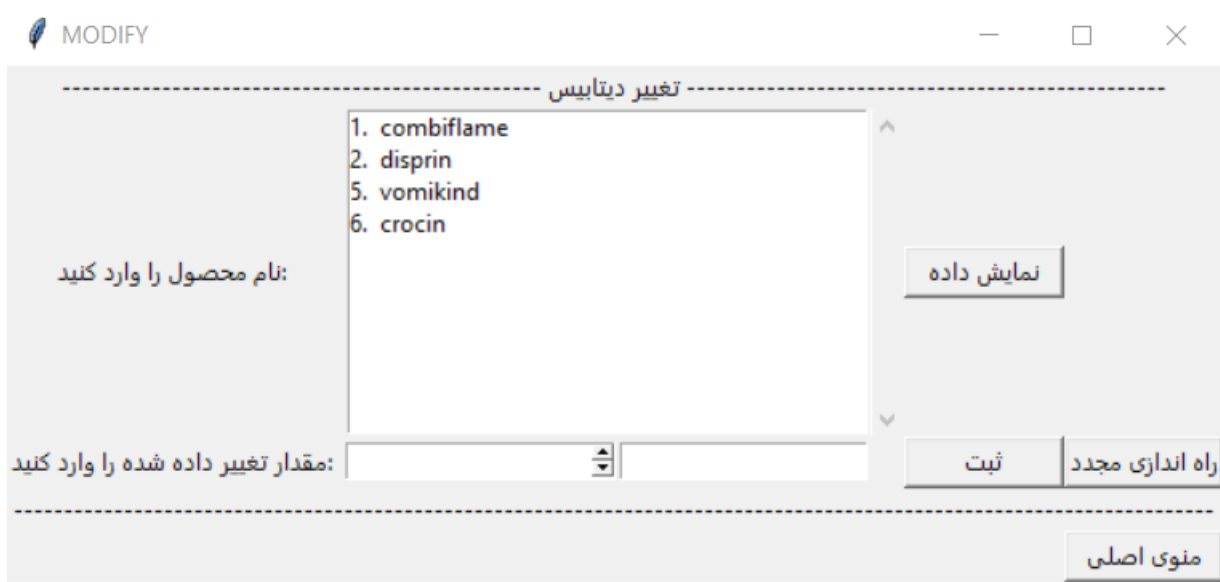 MODIFY
------------------------------------------------ تغییر دیتابیس ------------------------------------------------
1. combiflame
2. disprin
5. vomikind
6. crocin
نام محصول را وارد کنید:
نمایش داده
مقدار تغییر داده شده را وارد کنید:
ثبت
راه اندازی مجدد
------------------------------------------------------------------------------------------------------------------------
منوی اصلی